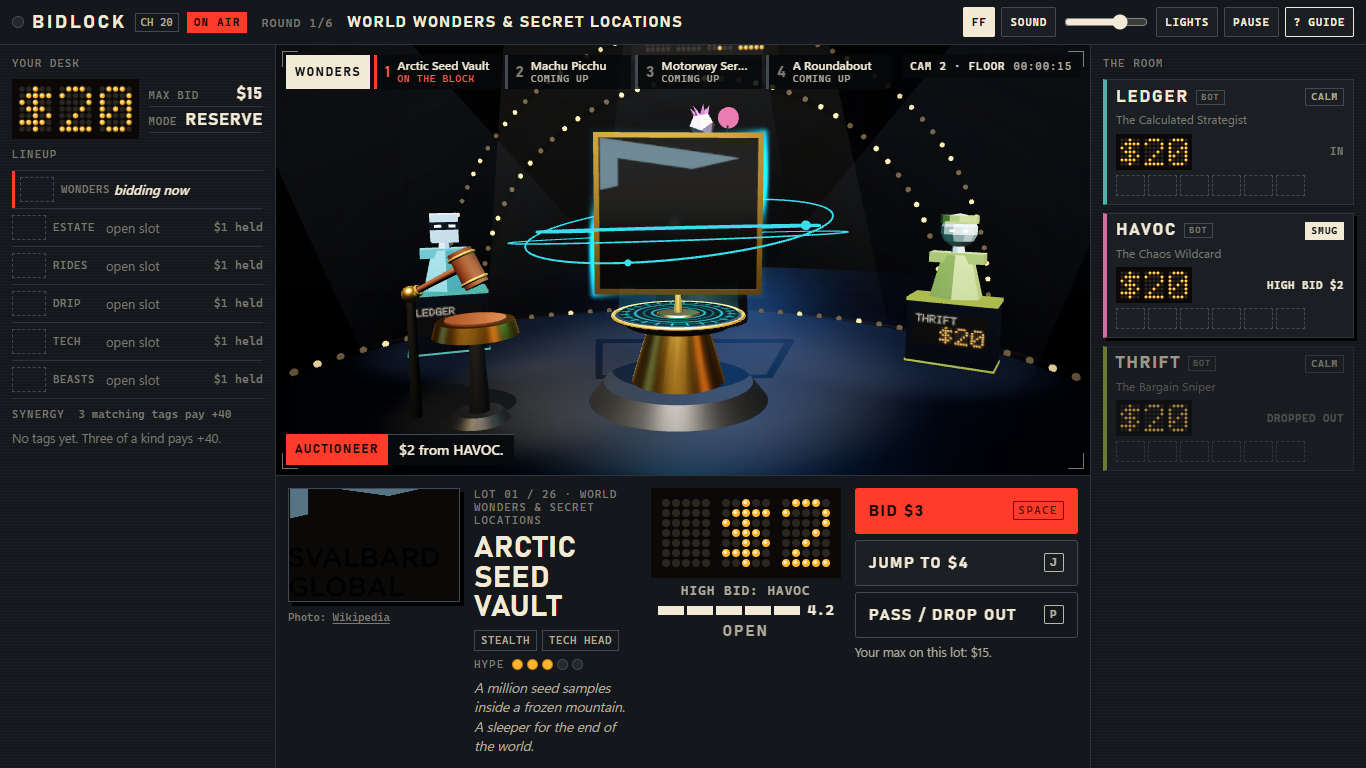 BIDLOCK CH 20 ON AIR ROUND 1/6 WORLD WONDERS & SECRET LOCATIONS FF SOUND LIGHTS PAUSE ? GUIDE
YOUR DESK
$20
MAX BID $15
MODE RESERVE
LINEUP
WONDERS bidding now
ESTATE open slot $1 held
RIDES open slot $1 held
DRIP open slot $1 held
TECH open slot $1 held
BEASTS open slot $1 held
SYNERGY 3 matching tags pay +40
No tags yet. Three of a kind pays +40.
WONDERS
1 Arctic Seed Vault
ON THE BLOCK
2 Machu Picchu
COMING UP
3 Motorway Ser...
COMING UP
4 A Roundabout
COMING UP
CAM 2 · FLOOR 00:00:15
LEDGER
THRIFT
$20
AUCTIONEER $2 from HAVOC.
SVALBARD
GLOBAL
Photo: Wikipedia
LOT 01 / 26 · WORLD
WONDERS & SECRET
LOCATIONS
ARCTIC
SEED
VAULT
STEALTH TECH HEAD
HYPE
A million seed samples
inside a frozen mountain.
A sleeper for the end of
the world.
$2
HIGH BID: HAVOC
4.2
OPEN
BID $3 SPACE
JUMP TO $4 J
PASS / DROP OUT P
Your max on this lot: $15.
THE ROOM
LEDGER BOT CALM
The Calculated Strategist
$20 IN
HAVOC BOT SMUG
The Chaos Wildcard
$20 HIGH BID $2
THRIFT BOT CALM
The Bargain Sniper
$20 DROPPED OUT